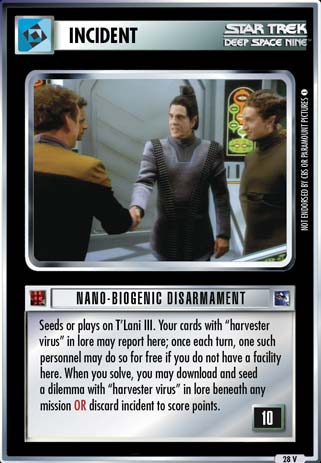 INCIDENT
STAR TREK
DEEP SPACE NINE
NOT ENDORSED BY CBS OR PARAMOUNT PICTURES
NANO-BIOGENIC DISARMAMENT
Seeds or plays on T'Lani III. Your cards with "harvester
virus" in lore may report here; once each turn, one such
personnel may do so for free if you do not have a facility
here. When you solve, you may download and seed
a dilemma with "harvester virus" in lore beneath any
mission OR discard incident to score points.
10
28 V